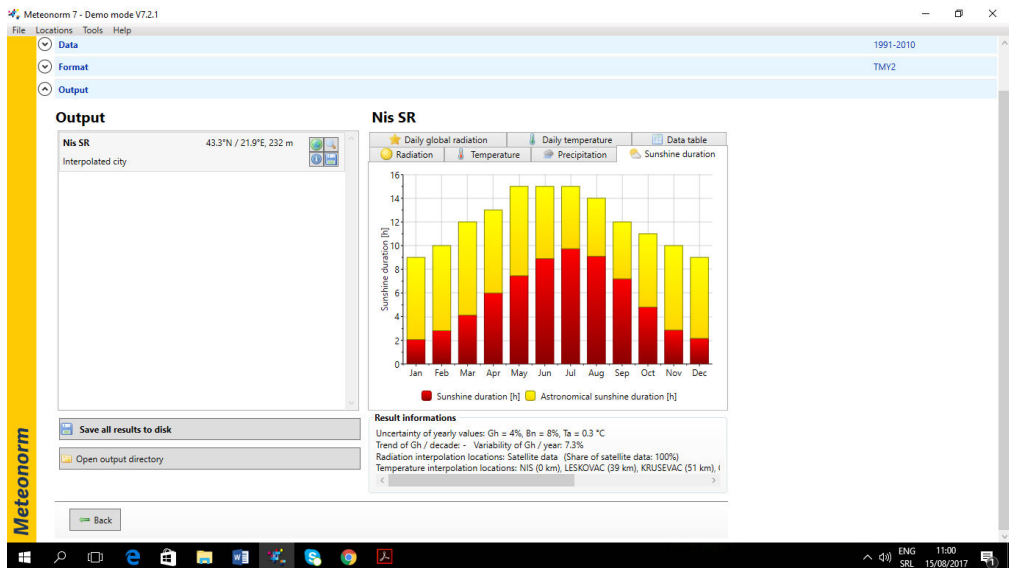 Meteonorm 7 - Demo mode V7.2.1
File Locations Tools Help
Data 1991-2010
Format TMY2
Output
Output
Nis SR 43.3°N / 21.9°E, 232 m
Interpolated city
Save all results to disk
Open output directory
Back
Meteonorm
Nis SR
Daily global radiation Daily temperature Data table
Radiation Temperature Precipitation Sunshine duration
Sunshine duration [h]
16
14
12
10
8
6
4
2
0
Jan Feb Mar Apr May Jun Jul Aug Sep Oct Nov Dec
Sunshine duration [h] Astronomical sunshine duration [h]
Result informations
Uncertainty of yearly values: Gh = 4%, Bn = 8%, Ta = 0.3 °C
Trend of Gh / decade: - Variability of Gh / year: 7.3%
Radiation interpolation locations: Satellite data (Share of satellite data: 100%)
Temperature interpolation locations: NIS (0 km), LESKOVAC (39 km), KRUSEVAC (51 km),
ENG 11:00
SRL 15/08/2017